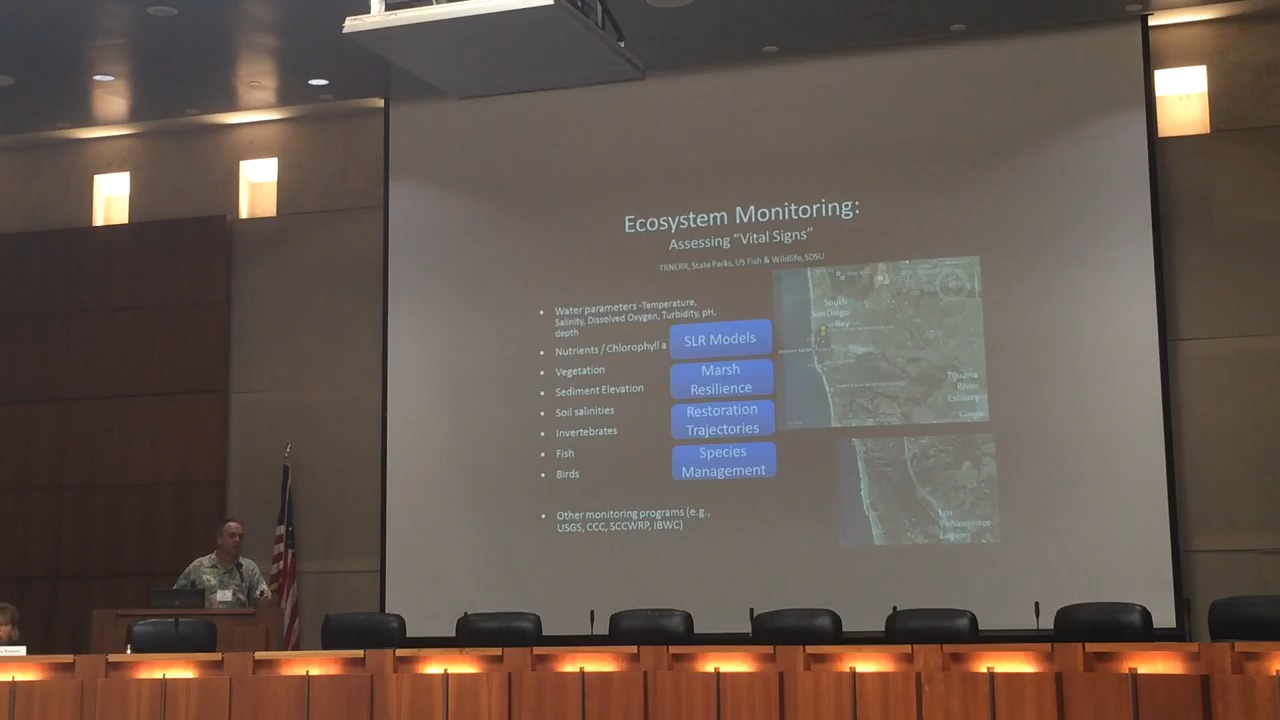 Ecosystem Monitoring:
Assessing "Vital Signs"
TRNERR, State Parks, US Fish & Wildlife, SDSU
• Water parameters -Temperature,
Salinity, Dissolved Oxygen, Turbidity, pH,
depth
• Nutrients / Chlorophyll a
• Vegetation
• Sediment Elevation
• Soil salinities
• Invertebrates
• Fish
• Birds
• Other monitoring programs (e.g.,
USGS, CCC, SCCWRP, IBWC)
SLR Models
Marsh
Resilience
Restoration
Trajectories
Species
Management
South
San Diego
Bay
Tijuana
River
Estuary
Google
Los
Peñasquitos
Lagoon